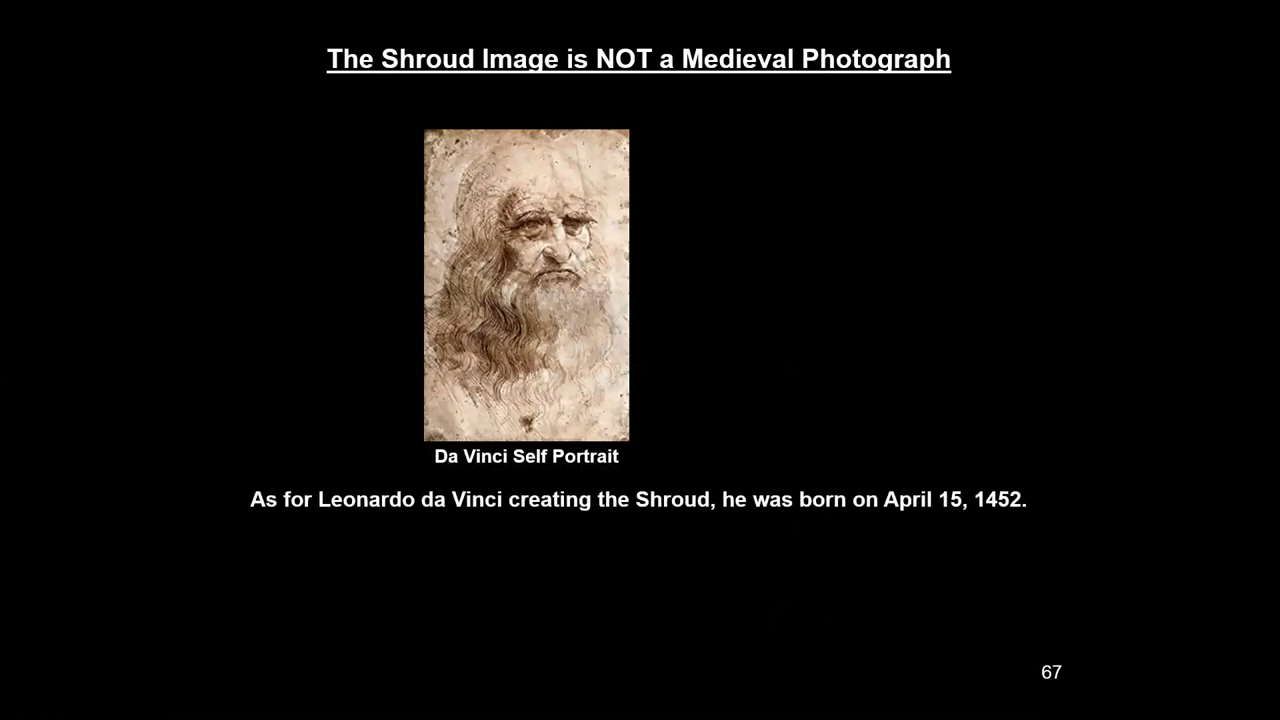 The Shroud Image is NOT a Medieval Photograph
Da Vinci Self Portrait
As for Leonardo da Vinci creating the Shroud, he was born on April 15, 1452.
67